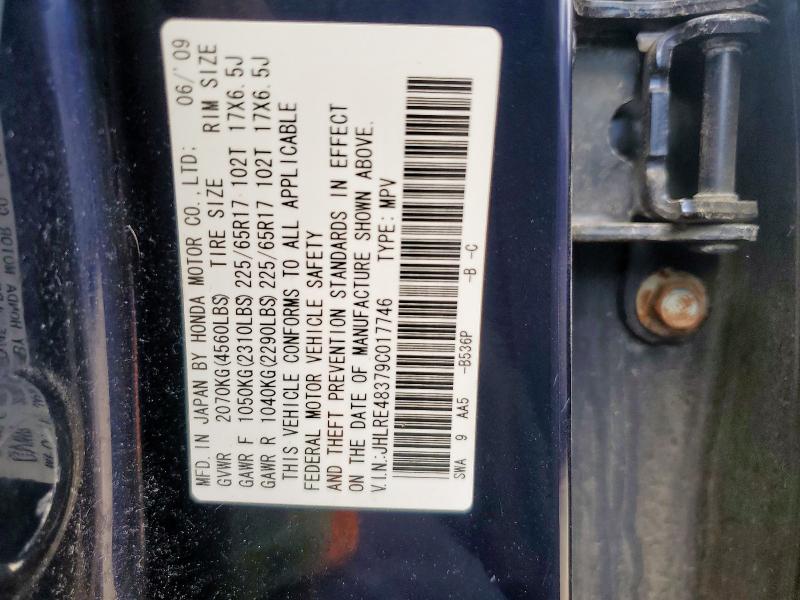 MFD. IN JAPAN BY HONDA MOTOR CO., LTD: 06/'09
GVWR 2070KG(4560LBS) TIRE SIZE RIM SIZE
GAWR F 1050KG(2310LBS) 225/65R17 102T 17X6.5J
GAWR R 1040KG(2290LBS) 225/65R17 102T 17X6.5J
THIS VEHICLE CONFORMS TO ALL APPLICABLE
FEDERAL MOTOR VEHICLE SAFETY
AND THEFT PREVENTION STANDARDS IN EFFECT
ON THE DATE OF MANUFACTURE SHOWN ABOVE.
V.I.N:JHLRE48379C017746 TYPE: MPV
SWA 9 AA5 -B536P -B -C